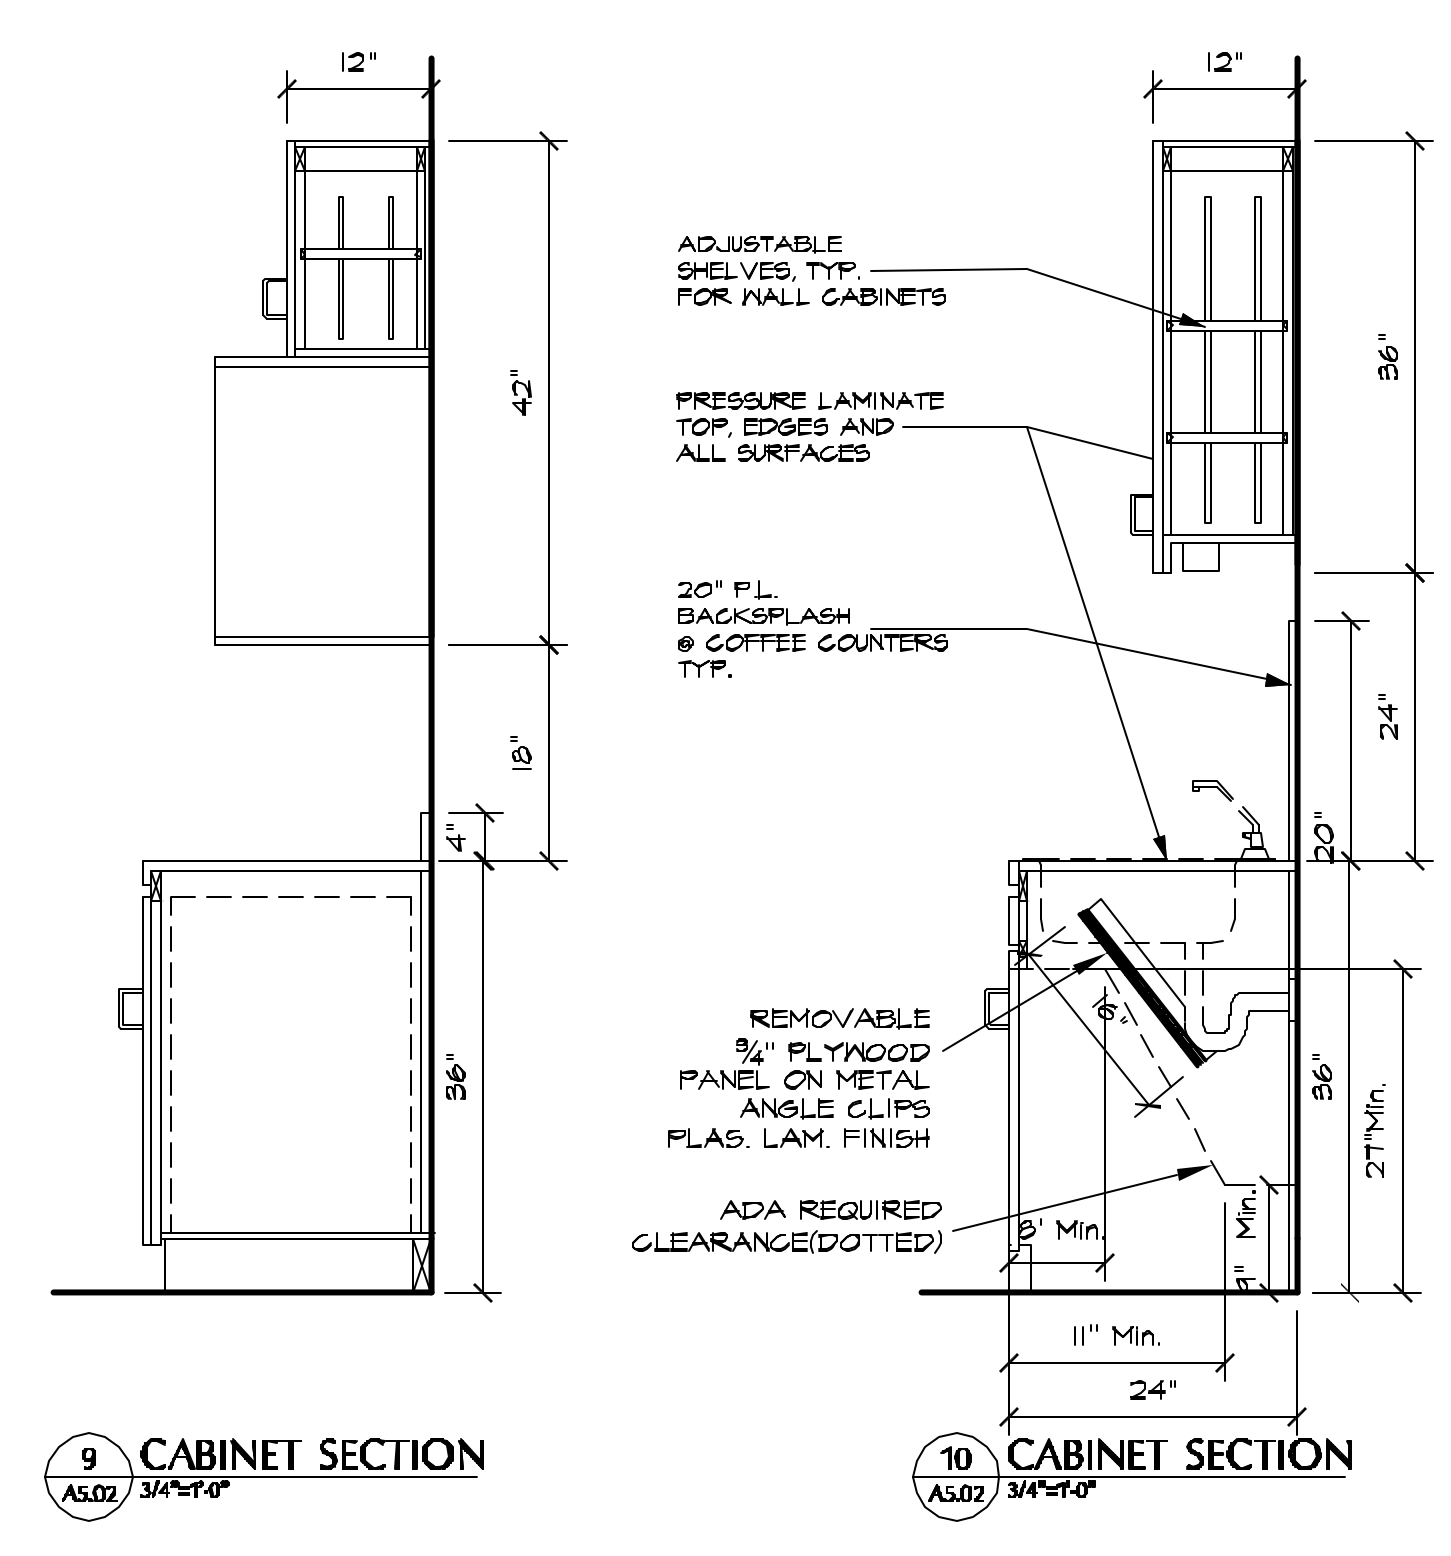 12"
42"
18"
4"
36"
9
A5.02
CABINET SECTION
3/4"=1'-0"
12"
ADJUSTABLE
SHELVES, TYP.
FOR WALL CABINETS
PRESSURE LAMINATE
TOP, EDGES AND
ALL SURFACES
20" P.L.
BACKSPLASH
@ COFFEE COUNTERS
TYP.
36"
24"
20"
REMOVABLE
3/4" PLYWOOD
PANEL ON METAL
ANGLE CLIPS
PLAS. LAM. FINISH
ADA REQUIRED
CLEARANCE(DOTTED)
36"
27"Min.
8' Min.
9" Min.
11" Min.
24"
10
A5.02
CABINET SECTION
3/4"=1'-0"